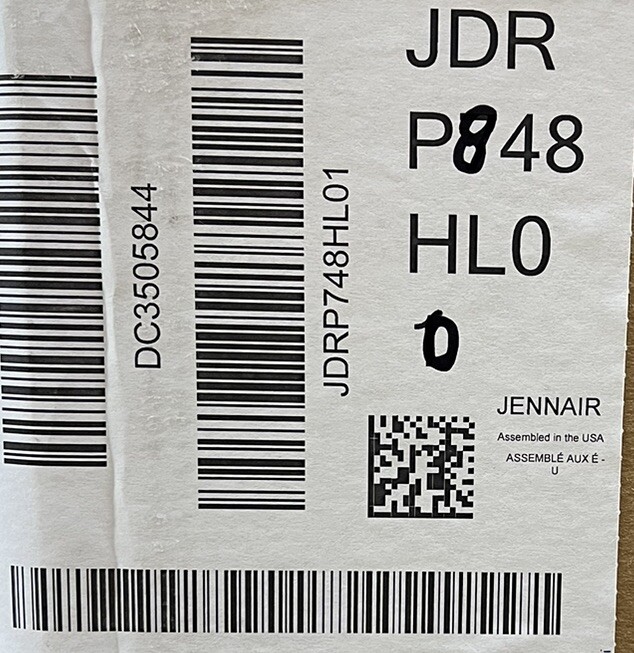 DC3505844
JDRP748HL01
JDR
P848
HL0
0
JENNAIR
Assembled in the USA
ASSEMBLÉ AUX É-
U